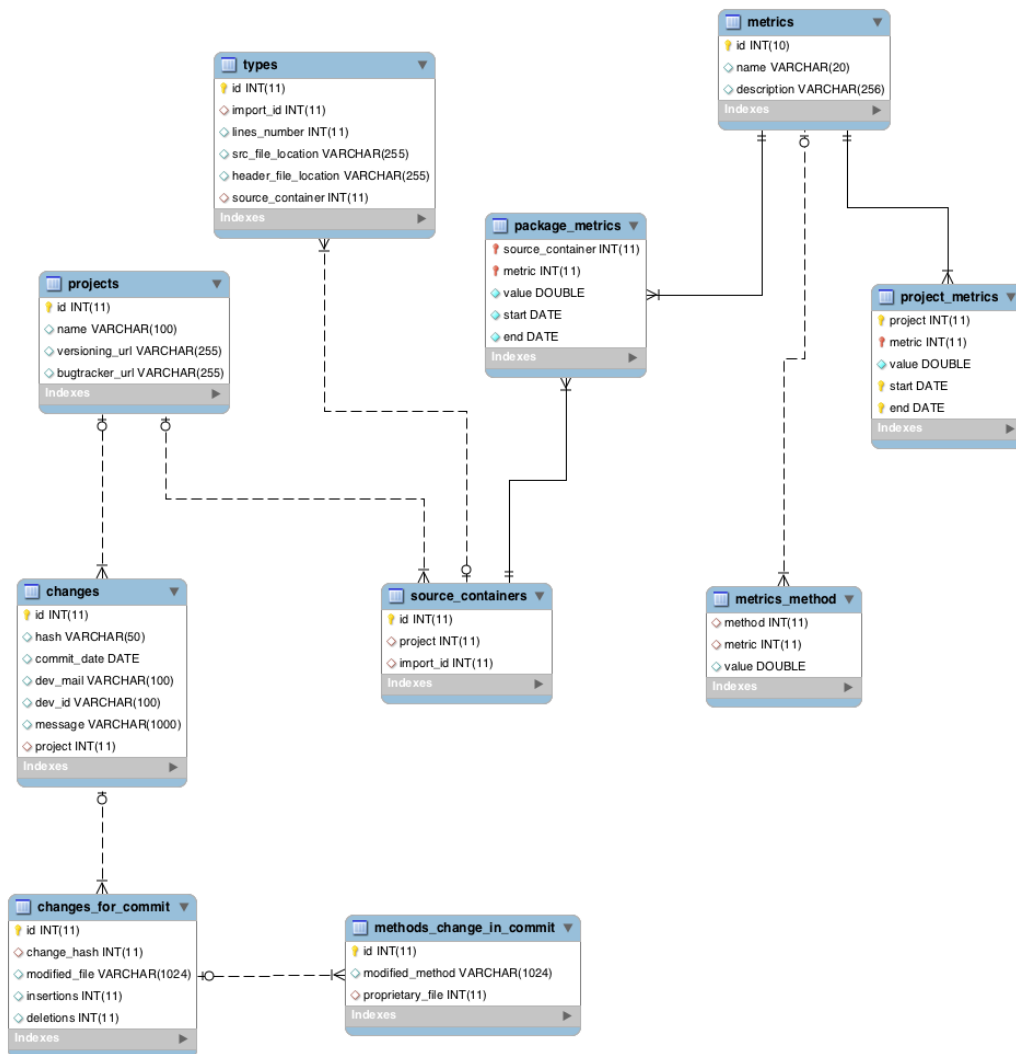 metrics
id INT(10)
name VARCHAR(20)
description VARCHAR(256)
Indexes
types
id INT(11)
import_id INT(11)
lines_number INT(11)
src_file_location VARCHAR(255)
header_file_location VARCHAR(255)
source_container INT(11)
Indexes
package_metrics
source_container INT(11)
metric INT(11)
value DOUBLE
start DATE
end DATE
Indexes
projects
id INT(11)
name VARCHAR(100)
versioning_url VARCHAR(255)
bugtracker_url VARCHAR(255)
Indexes
project_metrics
project INT(11)
metric INT(11)
value DOUBLE
start DATE
end DATE
Indexes
changes
id INT(11)
hash VARCHAR(50)
commit_date DATE
dev_mail VARCHAR(100)
dev_id VARCHAR(100)
message VARCHAR(1000)
project INT(11)
Indexes
source_containers
id INT(11)
project INT(11)
import_id INT(11)
Indexes
metrics_method
method INT(11)
metric INT(11)
value DOUBLE
Indexes
changes_for_commit
id INT(11)
change_hash INT(11)
modified_file VARCHAR(1024)
insertions INT(11)
deletions INT(11)
Indexes
methods_change_in_commit
id INT(11)
modified_method VARCHAR(1024)
proprietary_file INT(11)
Indexes